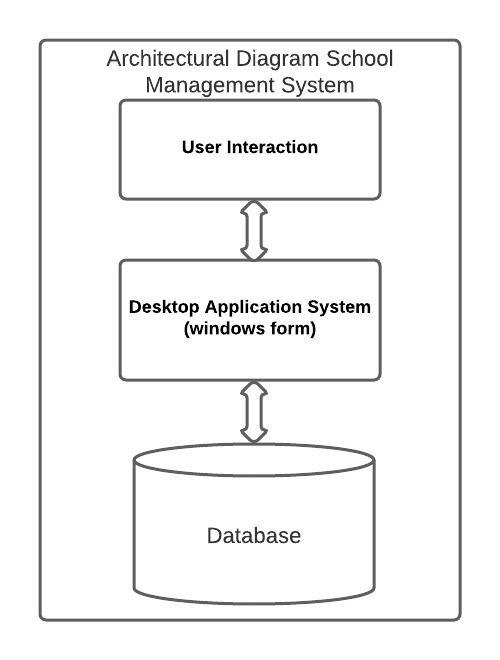 Architectural Diagram School
Management System
User Interaction
Desktop Application System
(windows form)
Database